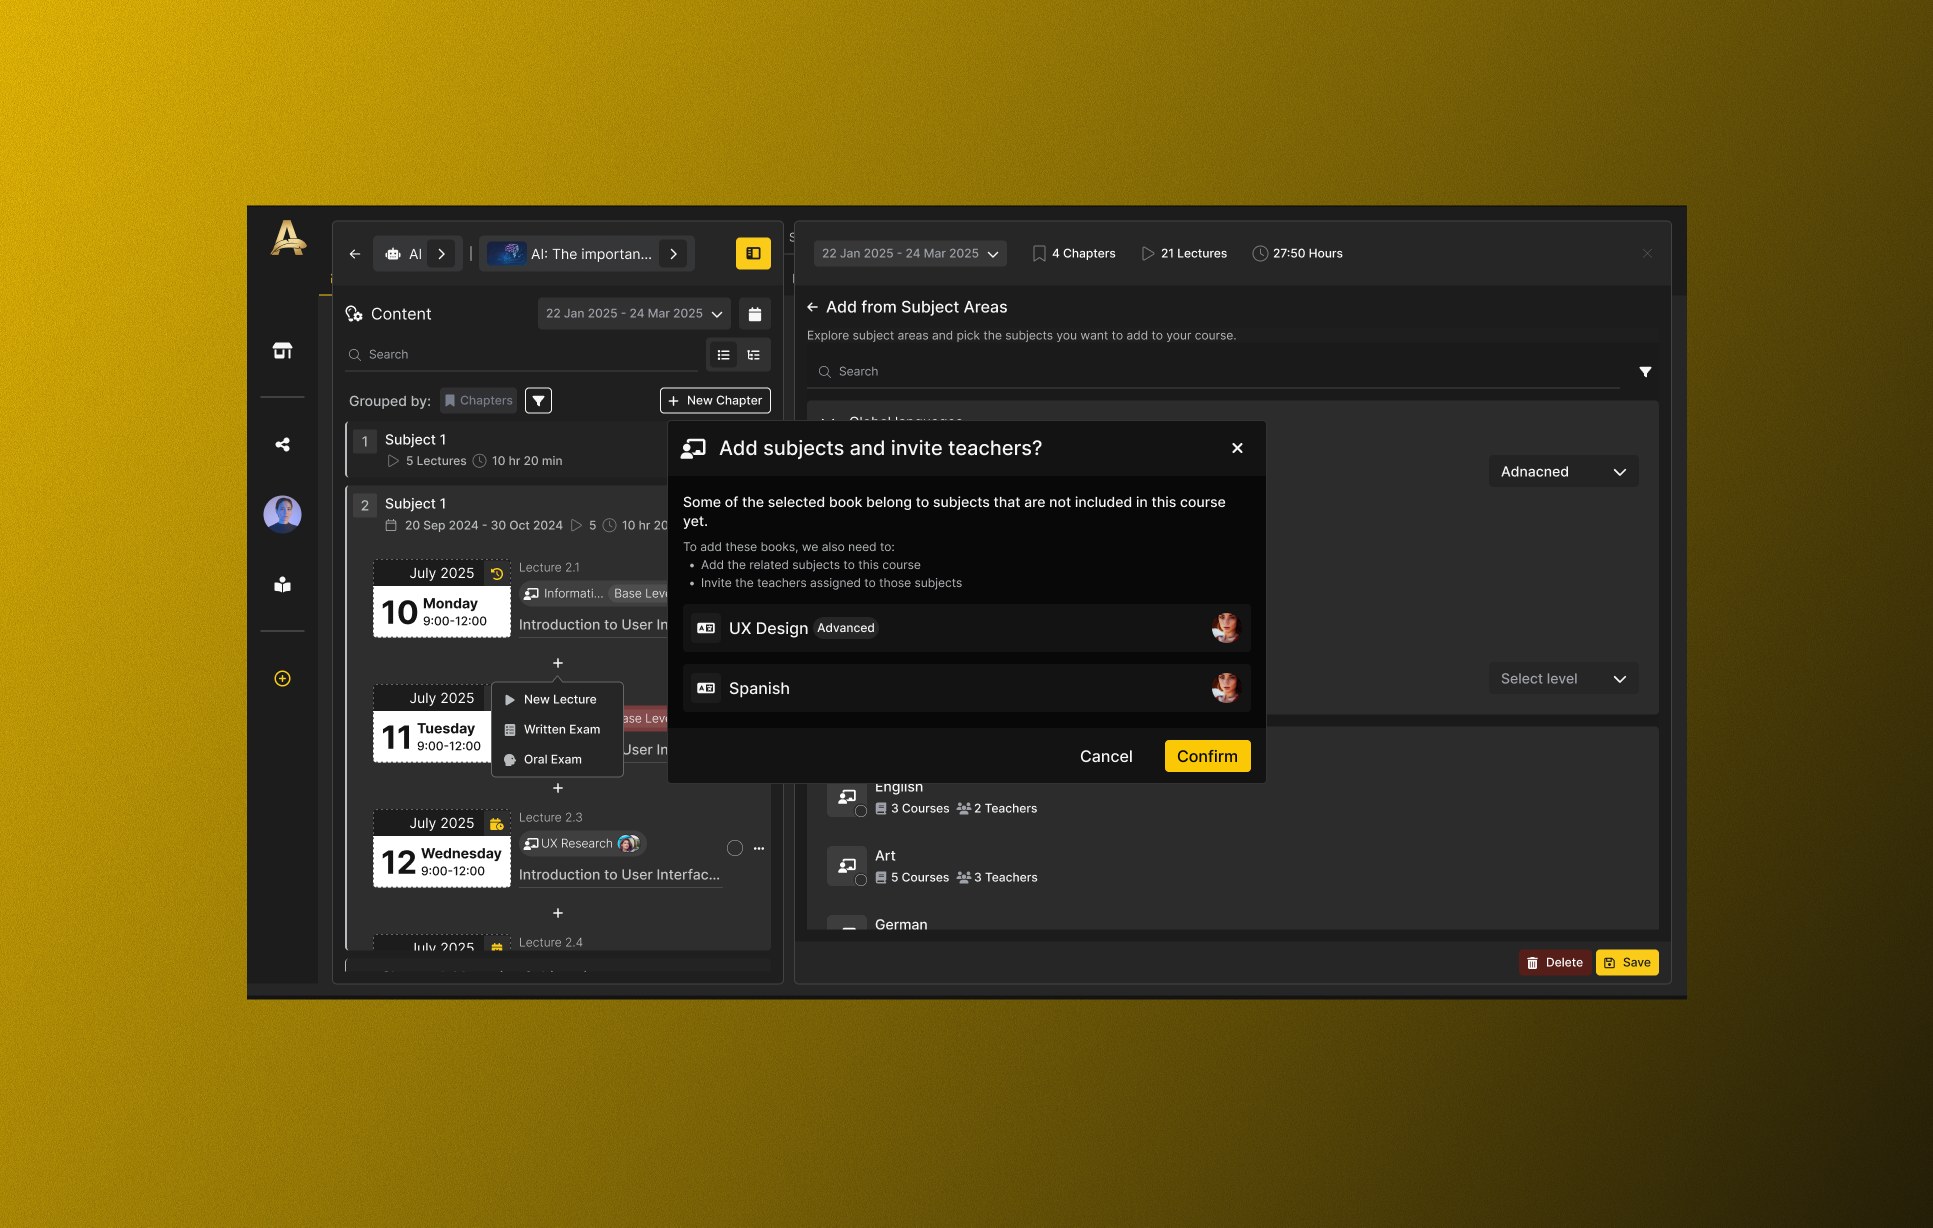 AI
AI: The importan...
22 Jan 2025 - 24 Mar 2025
4 Chapters
21 Lectures
27:50 Hours
Content
22 Jan 2025 - 24 Mar 2025
Search
Grouped by:
Chapters
New Chapter
1
Subject 1
5 Lectures
10 hr 20 min
2
Subject 1
20 Sep 2024 - 30 Oct 2024
5
10 hr 20
July 2025
10
Monday
9:00-12:00
Lecture 2.1
Informati...
Base Leve
Introduction to User In
July 2025
11
Tuesday
9:00-12:00
ase Leve
User In
New Lecture
Written Exam
Oral Exam
July 2025
12
Wednesday
9:00-12:00
Lecture 2.3
UX Research
Introduction to User Interfac...
July 2025
Lecture 2.4
Add from Subject Areas
Explore subject areas and pick the subjects you want to add to your course.
Search
Global languages
Adnacned
Select level
Add subjects and invite teachers?
Some of the selected book belong to subjects that are not included in this course
yet.
To add these books, we also need to:
• Add the related subjects to this course
• Invite the teachers assigned to those subjects
UX Design
Advanced
Spanish
Cancel
Confirm
English
3 Courses
2 Teachers
Art
5 Courses
3 Teachers
German
Delete
Save